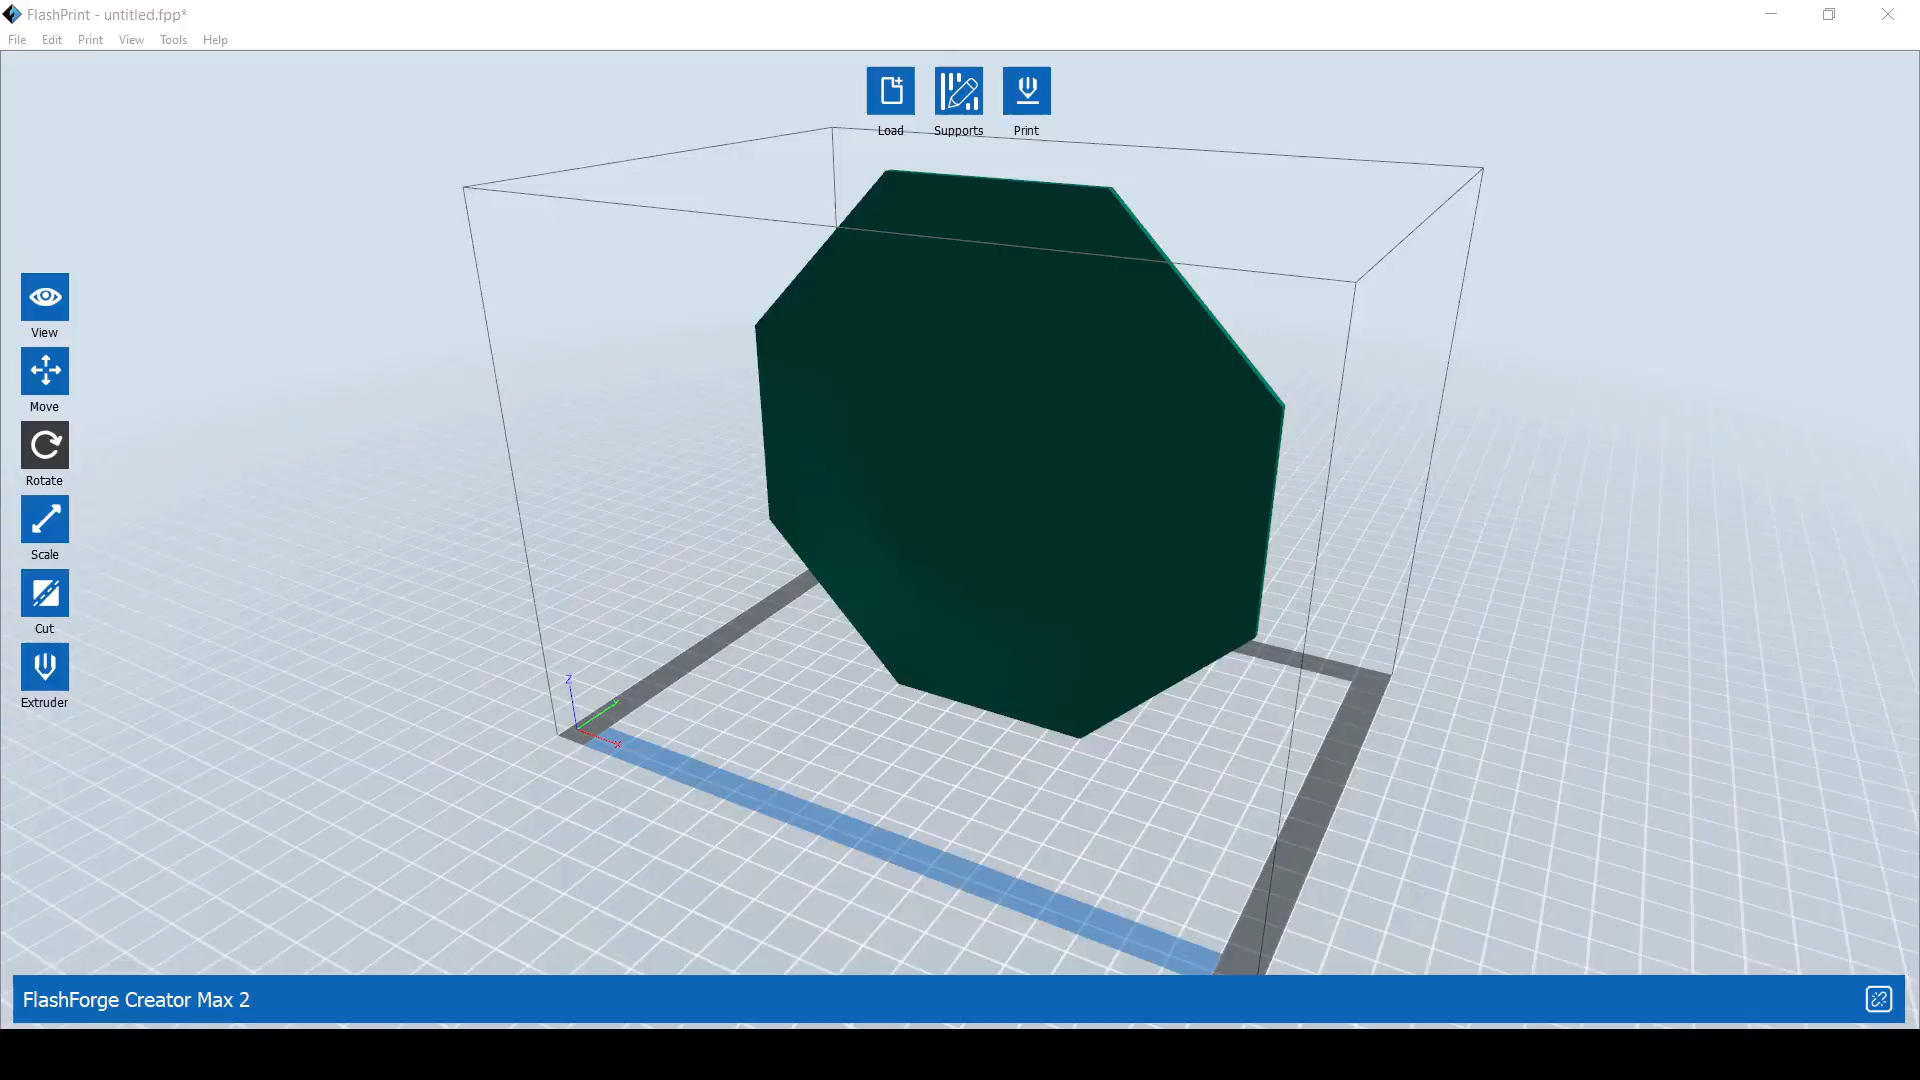 FlashPrint - untitled.fpp*
File Edit Print View Tools Help
Load Supports Print
View
Move
Rotate
Scale
Cut
Extruder
Z
X
FlashForge Creator Max 2